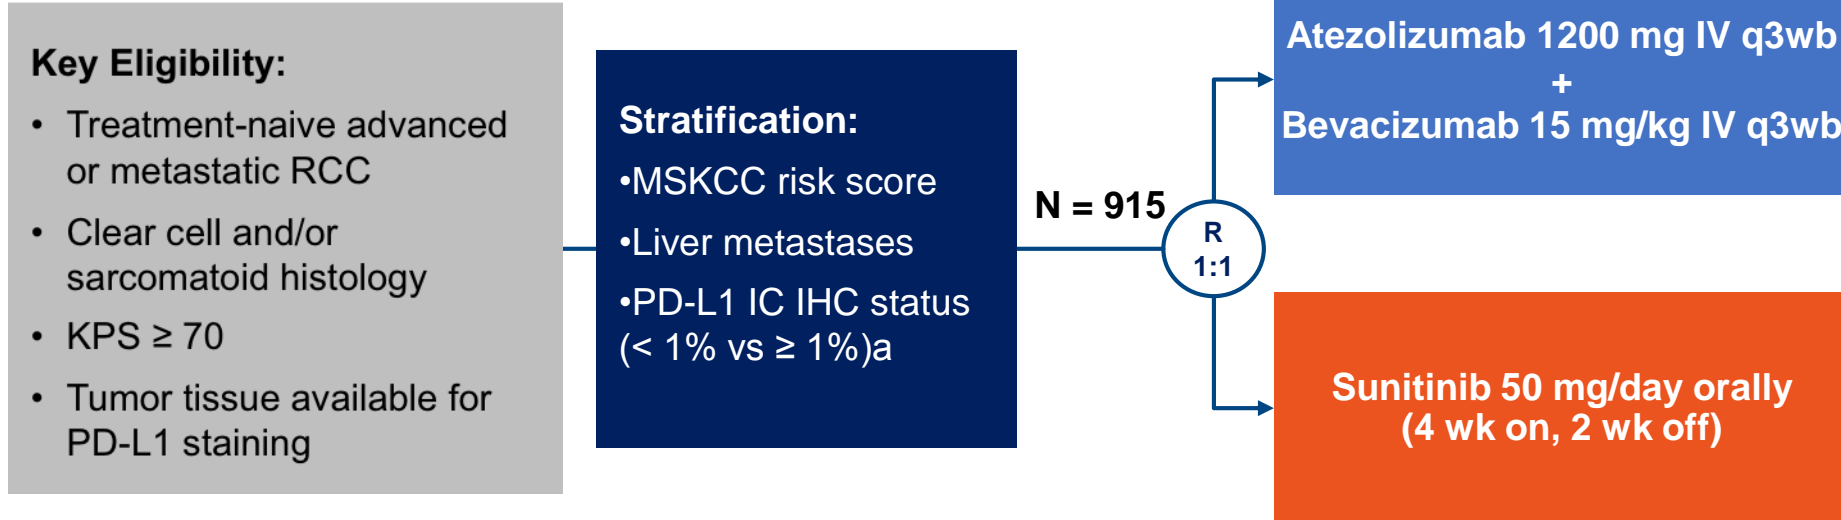 Key Eligibility:
• Treatment-naive advanced
or metastatic RCC
• Clear cell and/or
sarcomatoid histology
• KPS ≥ 70
• Tumor tissue available for
PD-L1 staining
Stratification:
•MSKCC risk score
•Liver metastases
•PD-L1 IC IHC status
(< 1% vs ≥ 1%)a
N = 915
R
1:1
Atezolizumab 1200 mg IV q3wb
+
Bevacizumab 15 mg/kg IV q3wb
Sunitinib 50 mg/day orally
(4 wk on, 2 wk off)